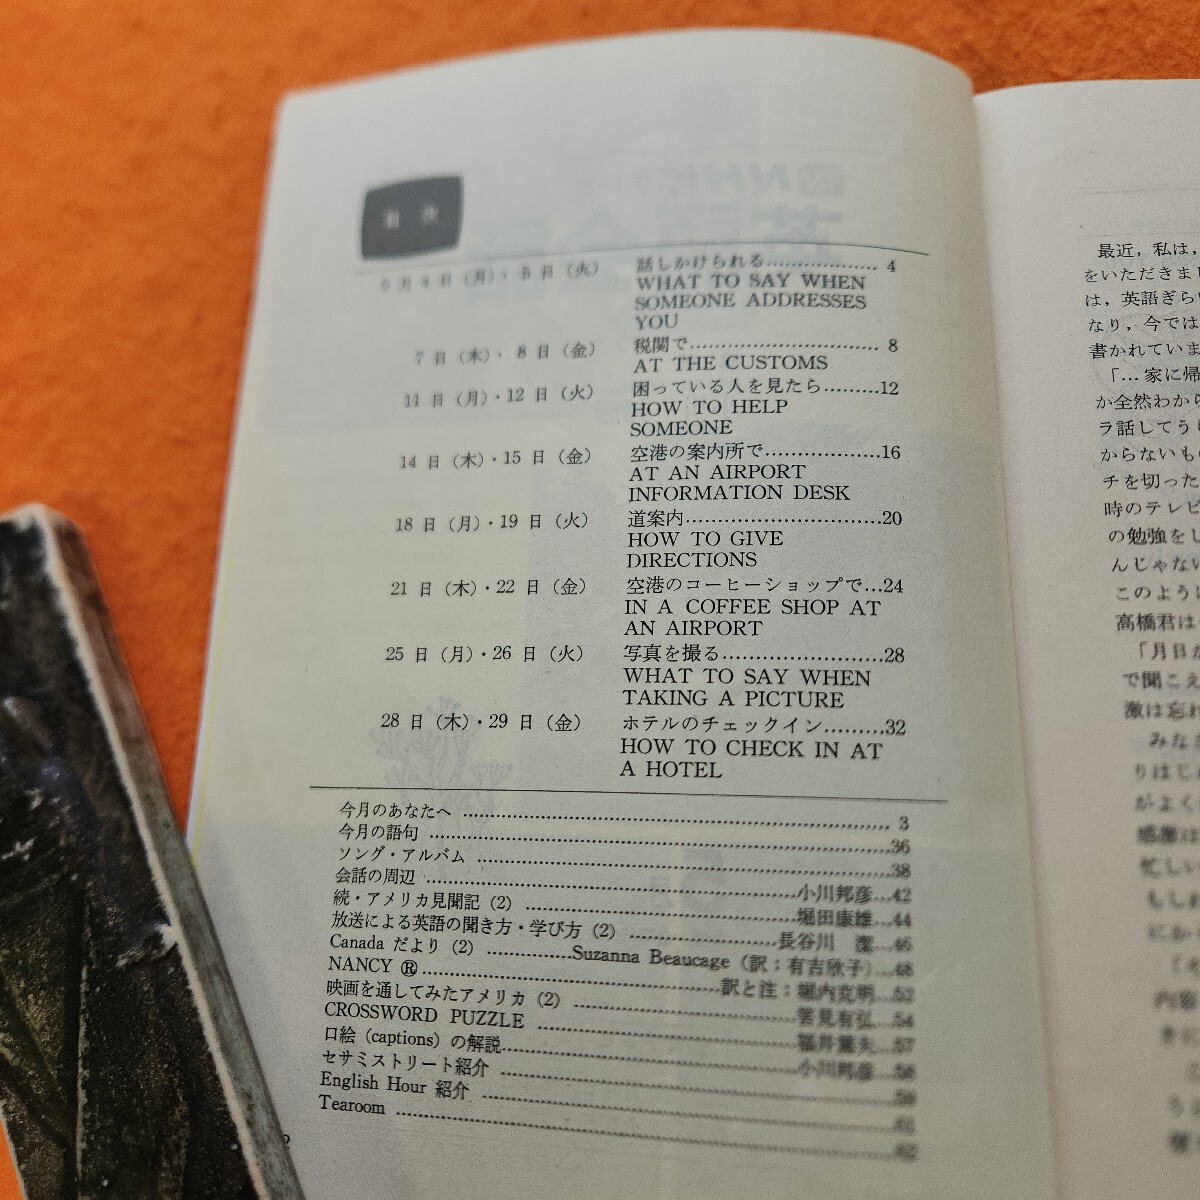 目次
5月4日（月）・5日（火） 話しかけられる……………… 4
WHAT TO SAY WHEN
SOMEONE ADDRESSES
YOU
7日（木）・8日（金） 税関で……………………… 8
AT THE CUSTOMS
11日（月）・12日（火） 困っている人を見たら………12
HOW TO HELP
SOMEONE
14日（木）・15日（金） 空港の案内所で………………16
AT AN AIRPORT
INFORMATION DESK
18日（月）・19日（火） 道案内…………………………20
HOW TO GIVE
DIRECTIONS
21日（木）・22日（金） 空港のコーヒーショップで…24
IN A COFFEE SHOP AT
AN AIRPORT
25日（月）・26日（火） 写真を撮る……………………28
WHAT TO SAY WHEN
TAKING A PICTURE
28日（木）・29日（金） ホテルのチェックイン………32
HOW TO CHECK IN AT
A HOTEL
今月のあなたへ …………………… 3
今月の語句 ……………………36
ソング・アルバム ……………………38
会話の周辺 ……………………小川邦彦…42
続・アメリカ見聞記（2） ……………………堀田康雄…44
放送による英語の聞き方・学び方（2） …………長谷川 潔…46
Canada だより（2） …………Suzanna Beaucage（訳；有吉欣子）…48
NANCY Ⓡ……………………訳と注；堀内克明…52
映画を通してみたアメリカ（2） ……………………筈見有弘…54
CROSSWORD PUZZLE ……………………福井篤夫…57
口絵（captions）の解説……………………小川邦彦…58
セサミストリート紹介 ……………………59
English Hour 紹介 ……………………61
Tearoom ……………………62
2
最近，私は，
をいただきまし
は，英語ぎらい
なり，今では
書かれていま
「…家に帰
か全然わから
ラ話してう
からないも
チを切った
時のテレビ
の勉強をし
んじゃない
このように
高橋君は
「月日が
で聞こえ
激は忘れ
みなさ
りはじ
がよく
感謝は
忙しい
もしれ
にか
「そ
内容